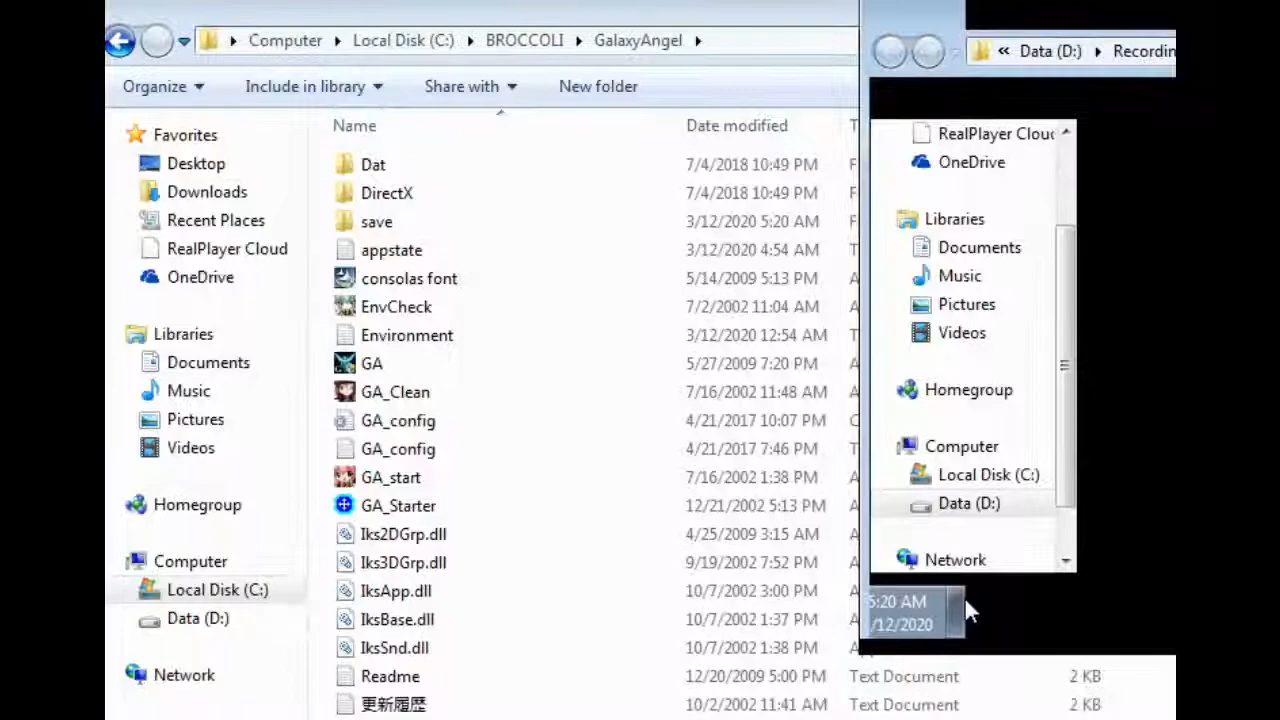 Computer Local Disk (C:) BROCCOLI GalaxyAngel
Organize Include in library Share with New folder
Name Date modified
Favorites
Desktop
Downloads
Recent Places
RealPlayer Cloud
OneDrive
Libraries
Documents
Music
Pictures
Videos
Homegroup
Computer
Local Disk (C:)
Data (D:)
Network
Dat 7/4/2018 10:49 PM
DirectX 7/4/2018 10:49 PM
save 3/12/2020 5:20 AM
appstate 3/12/2020 4:54 AM
consolas font 5/14/2009 5:13 PM
EnvCheck 7/2/2002 11:04 AM
Environment 3/12/2020 12:54 AM
GA 5/27/2009 7:20 PM
GA_Clean 7/16/2002 11:48 AM
GA_config 4/21/2017 10:07 PM
GA_config 4/21/2017 7:46 PM
GA_start 7/16/2002 1:38 PM
GA_Starter 12/21/2002 5:13 PM
Iks2DGrp.dll 4/25/2009 3:15 AM
Iks3DGrp.dll 9/19/2002 7:52 PM
IksApp.dll 10/7/2002 3:00 PM
IksBase.dll 10/7/2002 1:37 PM
IksSnd.dll 10/7/2002 1:38 PM
Readme 12/20/2009 5:00 PM Text Document 2 KB
更新履歴 10/2/2002 11:41 AM Text Document 2 KB
« Data (D:) Recordin
RealPlayer Cloud
OneDrive
Libraries
Documents
Music
Pictures
Videos
Homegroup
Computer
Local Disk (C:)
Data (D:)
Network
5:20 AM
/12/2020